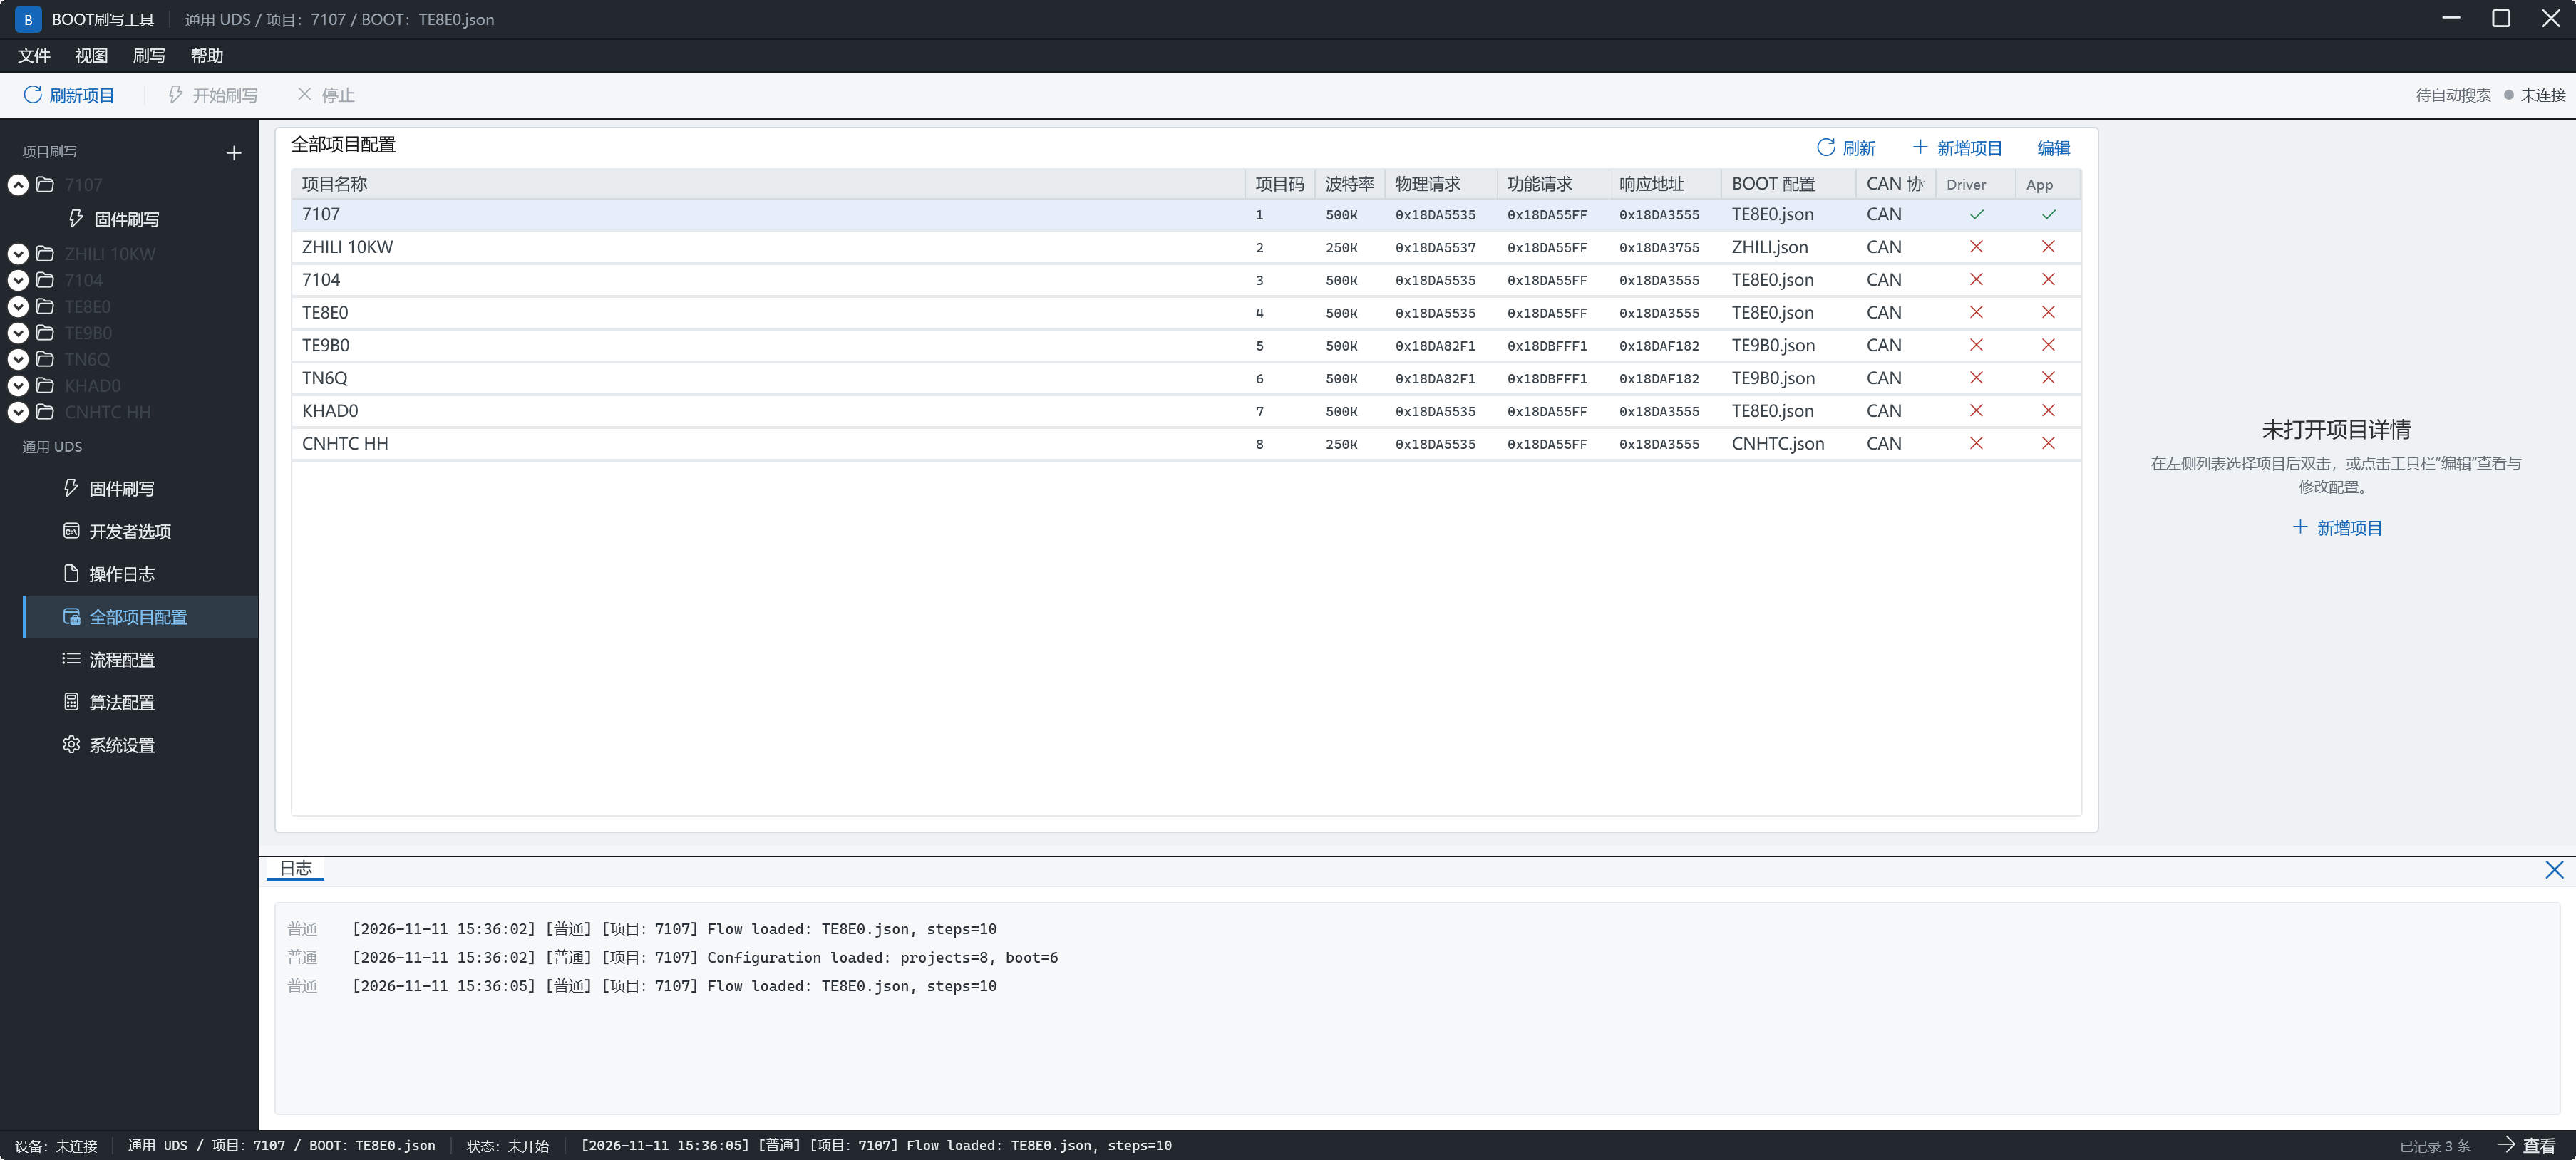 B BOOT刷写工具 通用 UDS / 项目：7107 / BOOT：TE8E0.json
文件 视图 刷写 帮助
刷新项目 开始刷写 停止 待自动搜索 未连接
项目刷写
7107
固件刷写
ZHILI 10KW
7104
TE8E0
TE9B0
TN6Q
KHAD0
CNHTC HH
通用 UDS
固件刷写
开发者选项
操作日志
全部项目配置
流程配置
算法配置
系统设置
全部项目配置 刷新 新增项目 编辑
项目名称 项目码 波特率 物理请求 功能请求 响应地址 BOOT 配置 CAN 协 Driver App
7107 1 500K 0x18DA5535 0x18DA55FF 0x18DA3555 TE8E0.json CAN
ZHILI 10KW 2 250K 0x18DA5537 0x18DA55FF 0x18DA3755 ZHILI.json CAN
7104 3 500K 0x18DA5535 0x18DA55FF 0x18DA3555 TE8E0.json CAN
TE8E0 4 500K 0x18DA5535 0x18DA55FF 0x18DA3555 TE8E0.json CAN
TE9B0 5 500K 0x18DA82F1 0x18DBFFF1 0x18DAF182 TE9B0.json CAN
TN6Q 6 500K 0x18DA82F1 0x18DBFFF1 0x18DAF182 TE9B0.json CAN
KHAD0 7 500K 0x18DA5535 0x18DA55FF 0x18DA3555 TE8E0.json CAN
CNHTC HH 8 250K 0x18DA5535 0x18DA55FF 0x18DA3555 CNHTC.json CAN
未打开项目详情
在左侧列表选择项目后双击，或点击工具栏“编辑”查看与
修改配置。
新增项目
日志
普通 [2026-11-11 15:36:02] [普通] [项目：7107] Flow loaded: TE8E0.json, steps=10
普通 [2026-11-11 15:36:02] [普通] [项目：7107] Configuration loaded: projects=8, boot=6
普通 [2026-11-11 15:36:05] [普通] [项目：7107] Flow loaded: TE8E0.json, steps=10
设备：未连接 通用 UDS / 项目：7107 / BOOT：TE8E0.json 状态：未开始 [2026-11-11 15:36:05] [普通] [项目：7107] Flow loaded: TE8E0.json, steps=10 已记录 3 条 查看